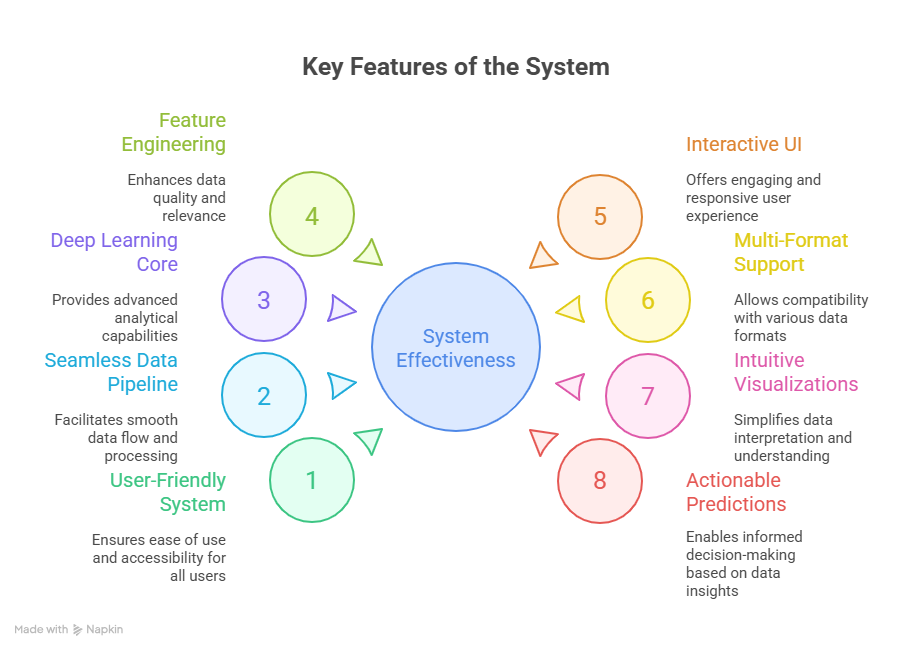 Key Features of the System
Feature
Engineering
Enhances data
quality and
relevance
4
Deep Learning
Core
Provides advanced
analytical
capabilities
3
Seamless Data
Pipeline
Facilitates smooth
data flow and
processing
2
User-Friendly
System
Ensures ease of use
and accessibility for
all users
1
System
Effectiveness
Interactive UI
Offers engaging and
responsive user
experience
5
Multi-Format
Support
Allows compatibility
with various data
formats
6
Intuitive
Visualizations
Simplifies data
interpretation and
understanding
7
Actionable
Predictions
Enables informed
decision-making
based on data
insights
8
Made with Napkin